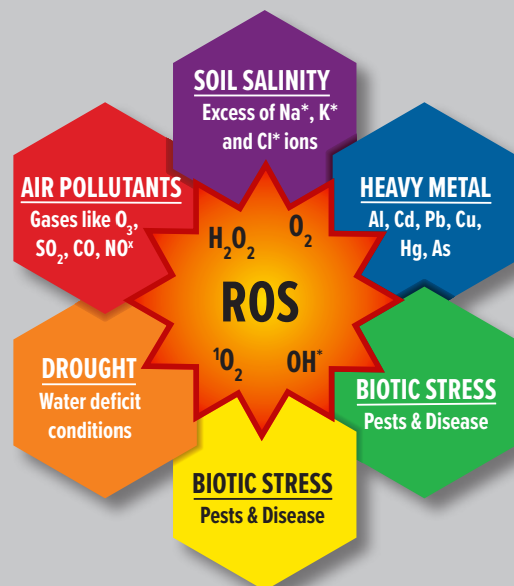 SOIL SALINITY
Excess of Na*, K*
and Cl* ions
AIR POLLUTANTS
Gases like O₃,
SO₂, CO, NOˣ
HEAVY METAL
Al, Cd, Pb, Cu,
Hg, As
H₂O₂
O₂
ROS
¹O₂
OH*
DROUGHT
Water deficit
conditions
BIOTIC STRESS
Pests & Disease
BIOTIC STRESS
Pests & Disease